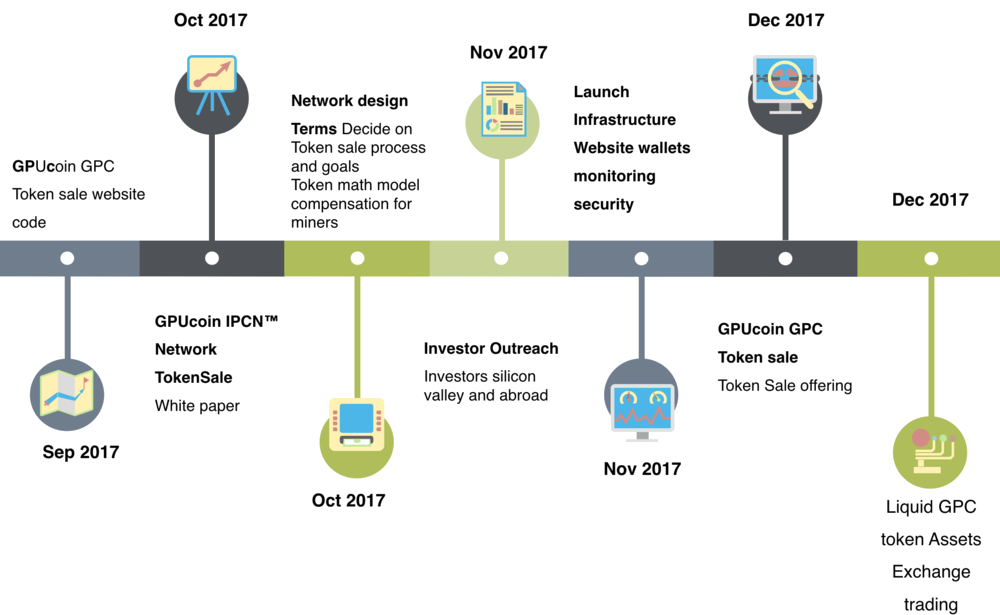 Oct 2017
Dec 2017
Nov 2017
GPUcoin GPC
Token sale website
code
Network design
Terms Decide on
Token sale process
and goals
Token math model
compensation for
miners
Launch
Infrastructure
Website wallets
monitoring
security
Dec 2017
Sep 2017
GPUcoin IPCN™
Network
TokenSale
White paper
Oct 2017
Investor Outreach
Investors silicon
valley and abroad
Nov 2017
GPUcoin GPC
Token sale
Token Sale offering
Liquid GPC
token Assets
Exchange
trading